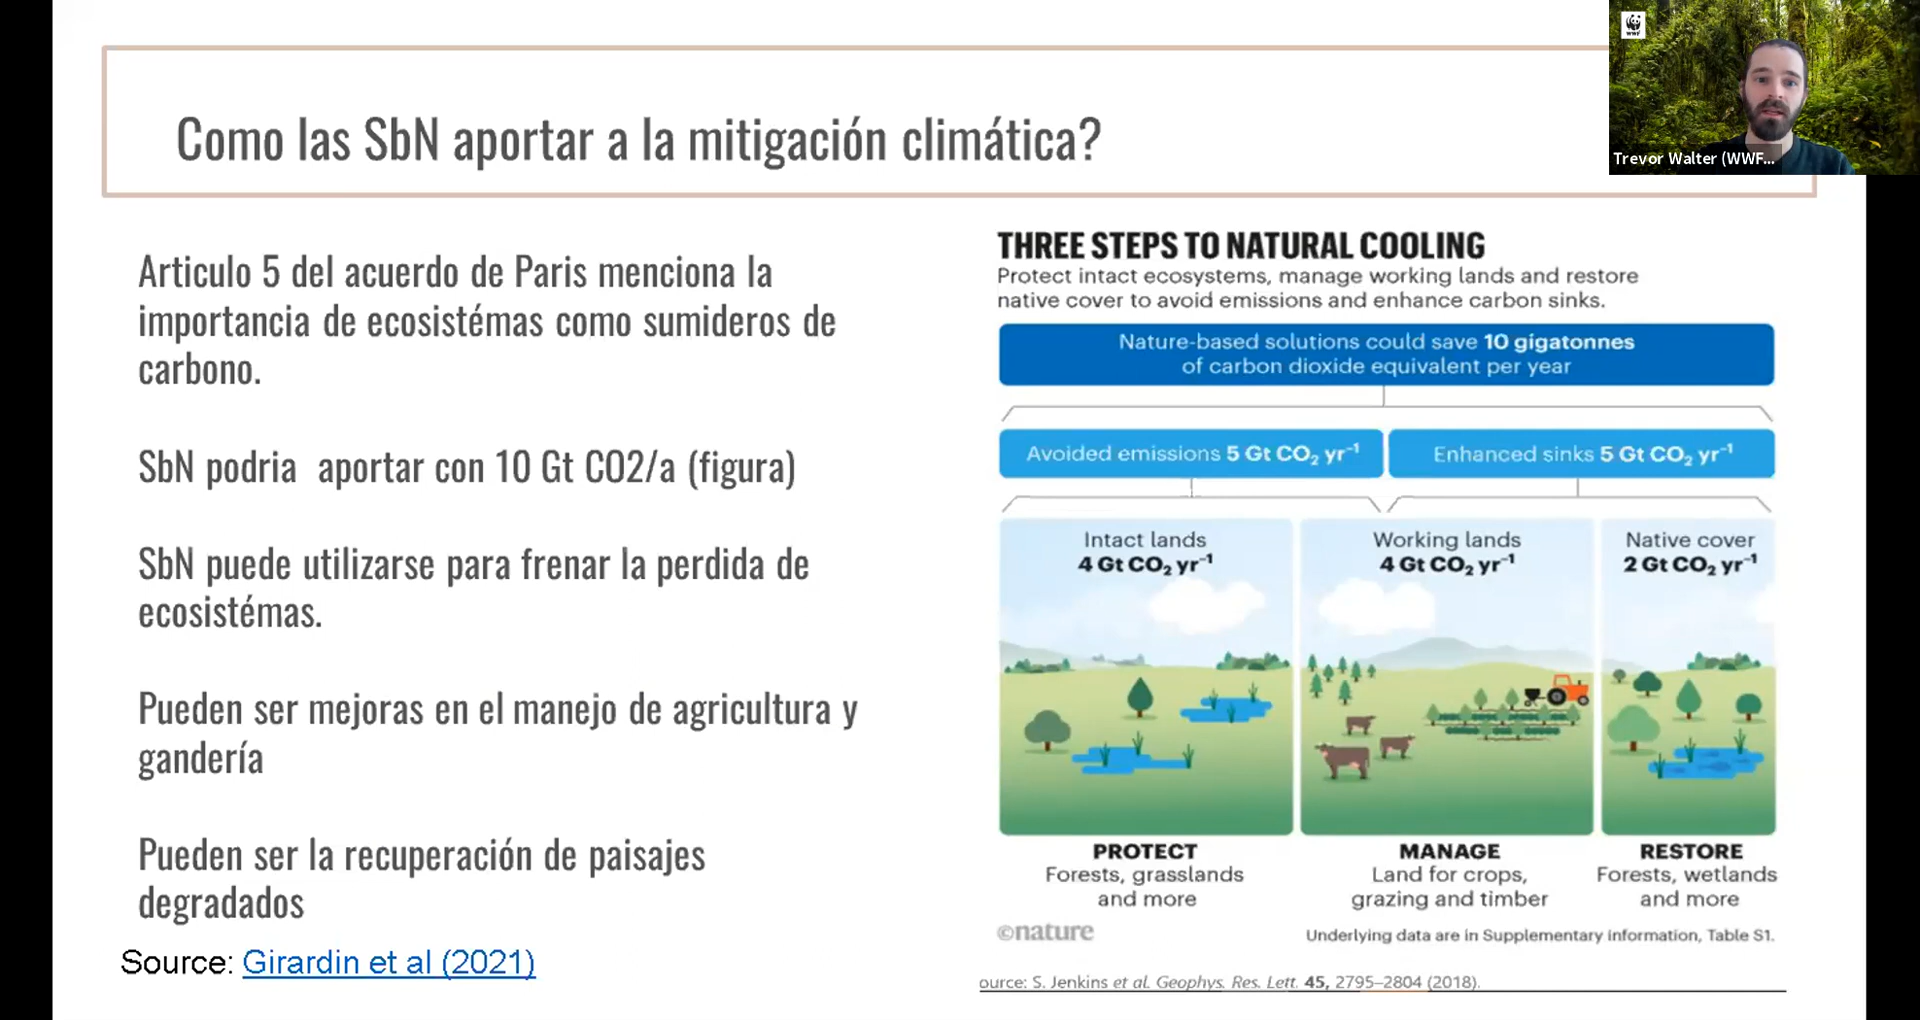 WWF
Trevor Walter (WWF...
Como las SbN aportar a la mitigación climática?
Articulo 5 del acuerdo de Paris menciona la
importancia de ecosistémas como sumideros de
carbono.
SbN podria aportar con 10 Gt CO2/a (figura)
SbN puede utilizarse para frenar la perdida de
ecosistémas.
Pueden ser mejoras en el manejo de agricultura y
gandería
Pueden ser la recuperación de paisajes
degradados
Source: Girardin et al (2021)
THREE STEPS TO NATURAL COOLING
Protect intact ecosystems, manage working lands and restore
native cover to avoid emissions and enhance carbon sinks.
Nature-based solutions could save 10 gigatonnes
of carbon dioxide equivalent per year
Avoided emissions 5 Gt CO₂ yr⁻¹
Enhanced sinks 5 Gt CO₂ yr⁻¹
Intact lands
4 Gt CO₂ yr⁻¹
Working lands
4 Gt CO₂ yr⁻¹
Native cover
2 Gt CO₂ yr⁻¹
PROTECT
Forests, grasslands
and more
MANAGE
Land for crops,
grazing and timber
RESTORE
Forests, wetlands
and more
©nature
Underlying data are in Supplementary information, Table S1.
ource: S. Jenkins et al. Geophys. Res. Lett. 45, 2795–2804 (2018).